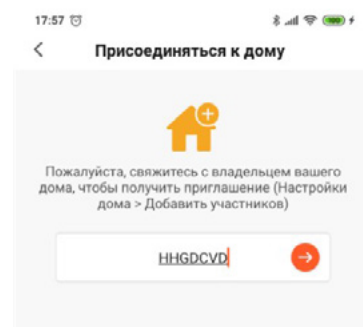 17:57
Присоединяться к дому
Пожалуйста, свяжитесь с владельцем вашего
дома, чтобы получить приглашение (Настройки
дома > Добавить участников)
HHGDCVD